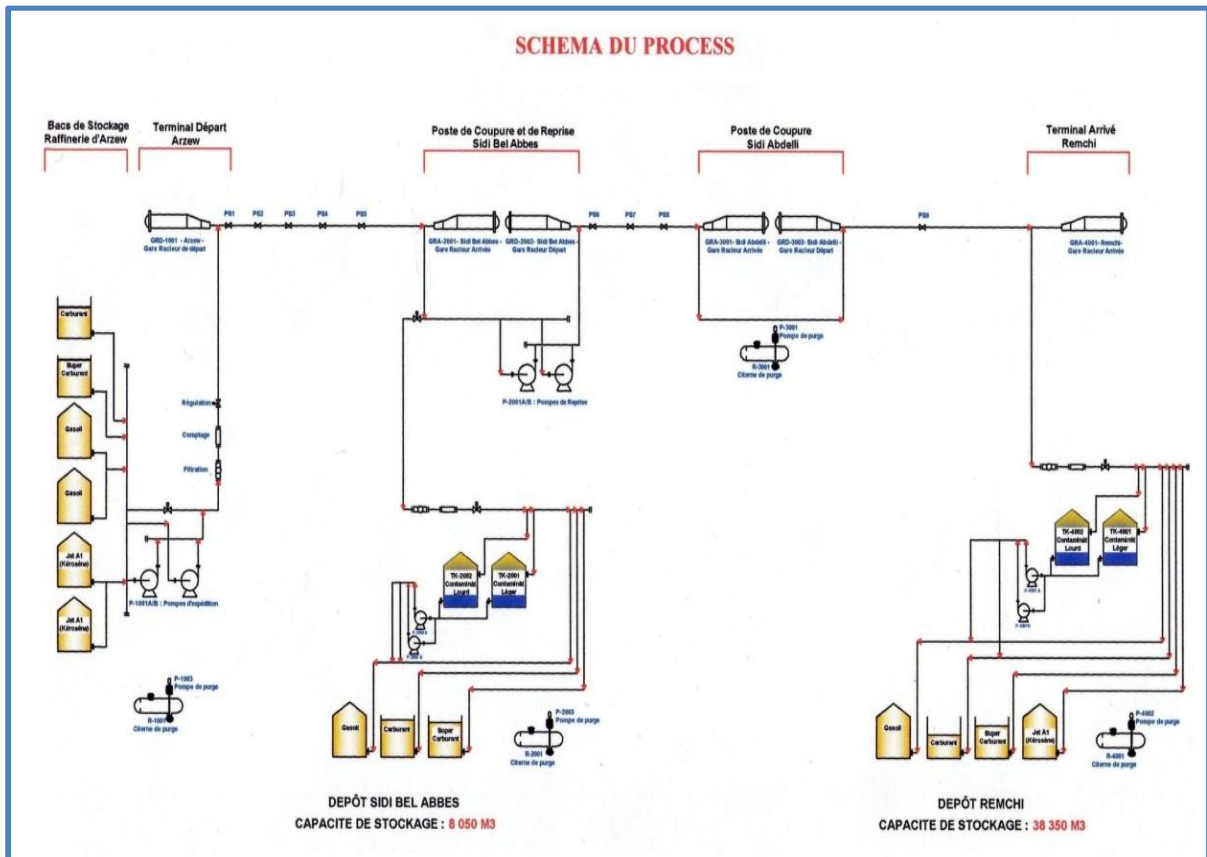 SCHEMA DU PROCESS
Bacs de Stockage
Raffinerie d'Arzew
Terminal Départ
Arzew
Poste de Coupure et de Reprise
Sidi Bel Abbes
Poste de Coupure
Sidi Abdelli
Terminal Arrivé
Remchi
PS1
PS2
PS3
PS4
PS5
PS6
PS7
PS8
PS9
GRD-1001 - Arzew -
Gare Racleur de départ
GRA-2001- Sidi Bel Abbes -
Gare Racleur Arrivée
GRD-2002- Sidi Bel Abbes -
Gare Racleur Départ
GRA-3001- Sidi Abdelli -
Gare Racleur Arrivée
GRD-3002- Sidi Abdelli -
Gare Racleur Départ
GRA-4001- Remchi-
Gare Racleur Arrivée
Carburant
Super
Carburant
Gasoil
Gasoil
Jet A1
(Kéroséne)
Jet A1
(Kéroséne)
Régulation
Comptage
Filtration
P-1001A/B : Pompes d'expédition
P-1003
Pompe de purge
R-1001
Citerne de purge
P-2001A/B : Pompes de Reprise
P-3001
Pompe de purge
R-3001
Citerne de purge
TK-2002
Contaminât
Lourd
TK-2001
Contaminât
Léger
Gasoil
Carburant
Super
Carburant
P-2003
Pompe de purge
R-2001
Citerne de purge
TK-4002
Contaminât
Lourd
TK-4001
Contaminât
Léger
Gasoil
Carburant
Super
Carburant
Jet A1
(Kéroséne)
P-4002
Pompe de purge
R-4001
Citerne de purge
DEPÔT SIDI BEL ABBES
CAPACITE DE STOCKAGE : 8 050 M3
DEPÔT REMCHI
CAPACITE DE STOCKAGE : 38 350 M3